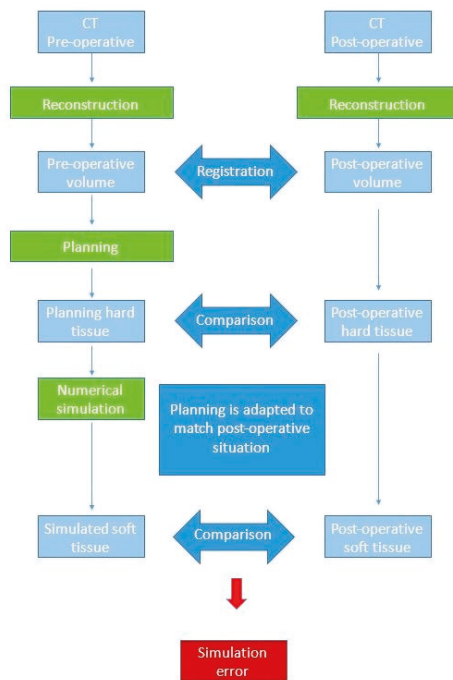 CT
Pre-operative
CT
Post-operative
Reconstruction
Reconstruction
Pre-operative
volume
Registration
Post-operative
volume
Planning
Planning hard
tissue
Comparison
Post-operative
hard tissue
Numerical
simulation
Planning is adapted to
match post-operative
situation
Simulated soft
tissue
Comparison
Post-operative
soft tissue
Simulation
error